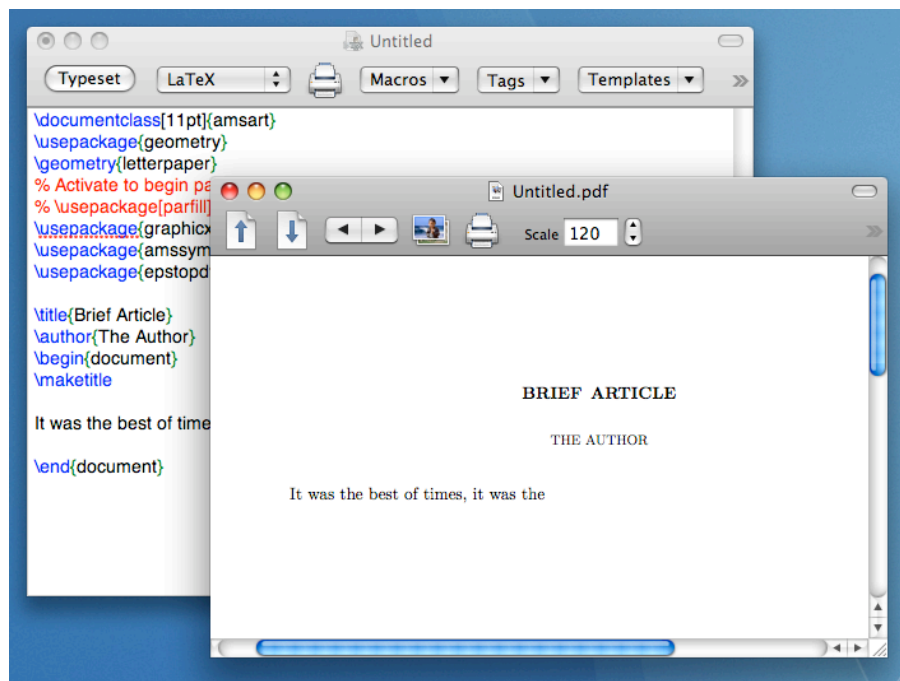 Untitled
Typeset LaTeX Macros Tags Templates
\documentclass[11pt]{amsart}
\usepackage{geometry}
\geometry{letterpaper}
% Activate to begin
% \usepackage[parfill]
\usepackage{graphicx
\usepackage{amssym
\usepackage{epstopd
\title{Brief Article}
\author{The Author}
\begin{document}
\maketitle
It was the best of time
\end{document}
Untitled.pdf
Scale 120
BRIEF ARTICLE
THE AUTHOR
It was the best of times, it was the